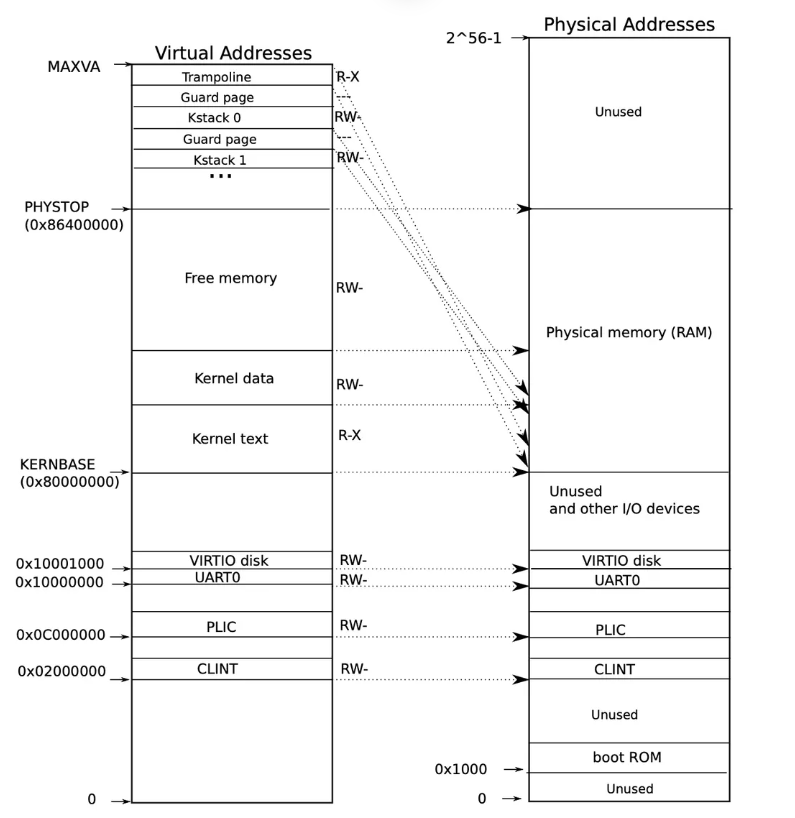 Virtual Addresses
MAXVA
Trampoline
R-X
Guard page
---
Kstack 0
RW-
Guard page
---
Kstack 1
RW-
...
PHYSTOP
(0x86400000)
Free memory
RW-
Kernel data
RW-
Kernel text
R-X
KERNBASE
(0x80000000)
0x10001000
VIRTIO disk
RW-
0x10000000
UART0
RW-
0x0C000000
PLIC
RW-
0x02000000
CLINT
RW-
0
Physical Addresses
2^56-1
Unused
Physical memory (RAM)
Unused
and other I/O devices
VIRTIO disk
UART0
PLIC
CLINT
Unused
boot ROM
0x1000
Unused
0